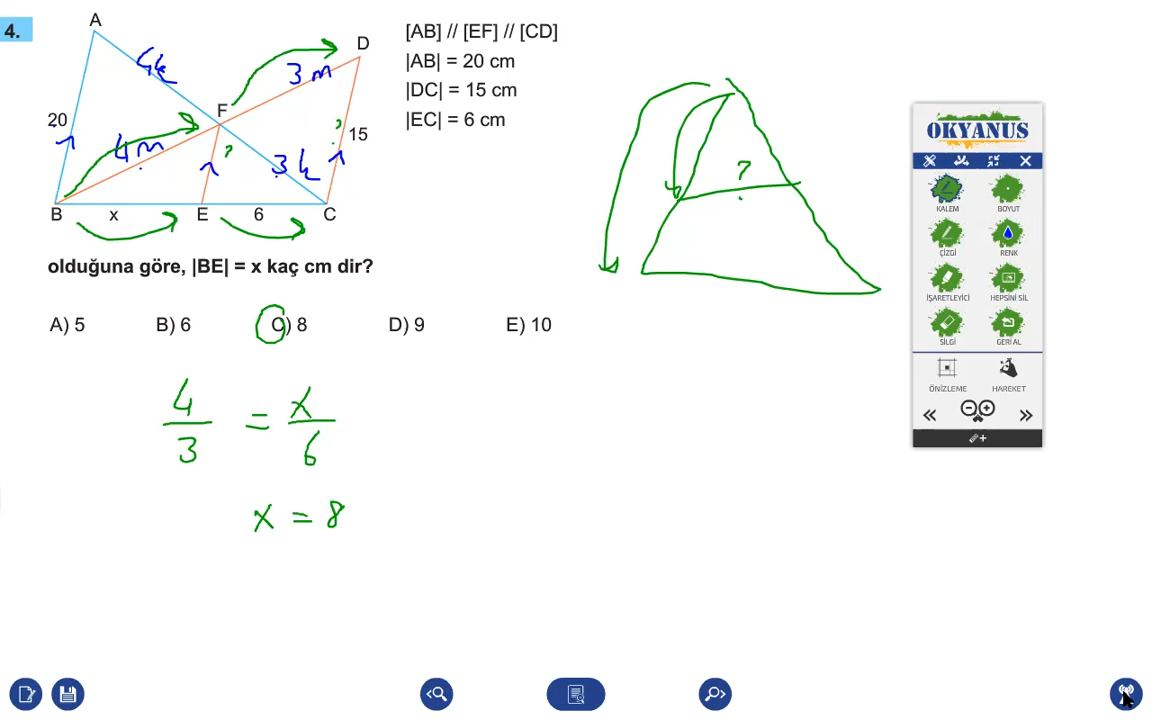 4.
A
D
F
B
E
C
20
15
x
6
4k
3k
4m
3m
?
?
[AB] // [EF] // [CD]
|AB| = 20 cm
|DC| = 15 cm
|EC| = 6 cm
?
olduğuna göre, |BE| = x kaç cm dir?
A) 5 B) 6 C) 8 D) 9 E) 10
4/3 = x/6
x = 8
OKYANUS
KALEM BOYUT
ÇİZGİ RENK
İŞARETLEYİCİ HEPSİNİ SİL
SİLGİ GERİ AL
ÖNİZLEME HAREKET